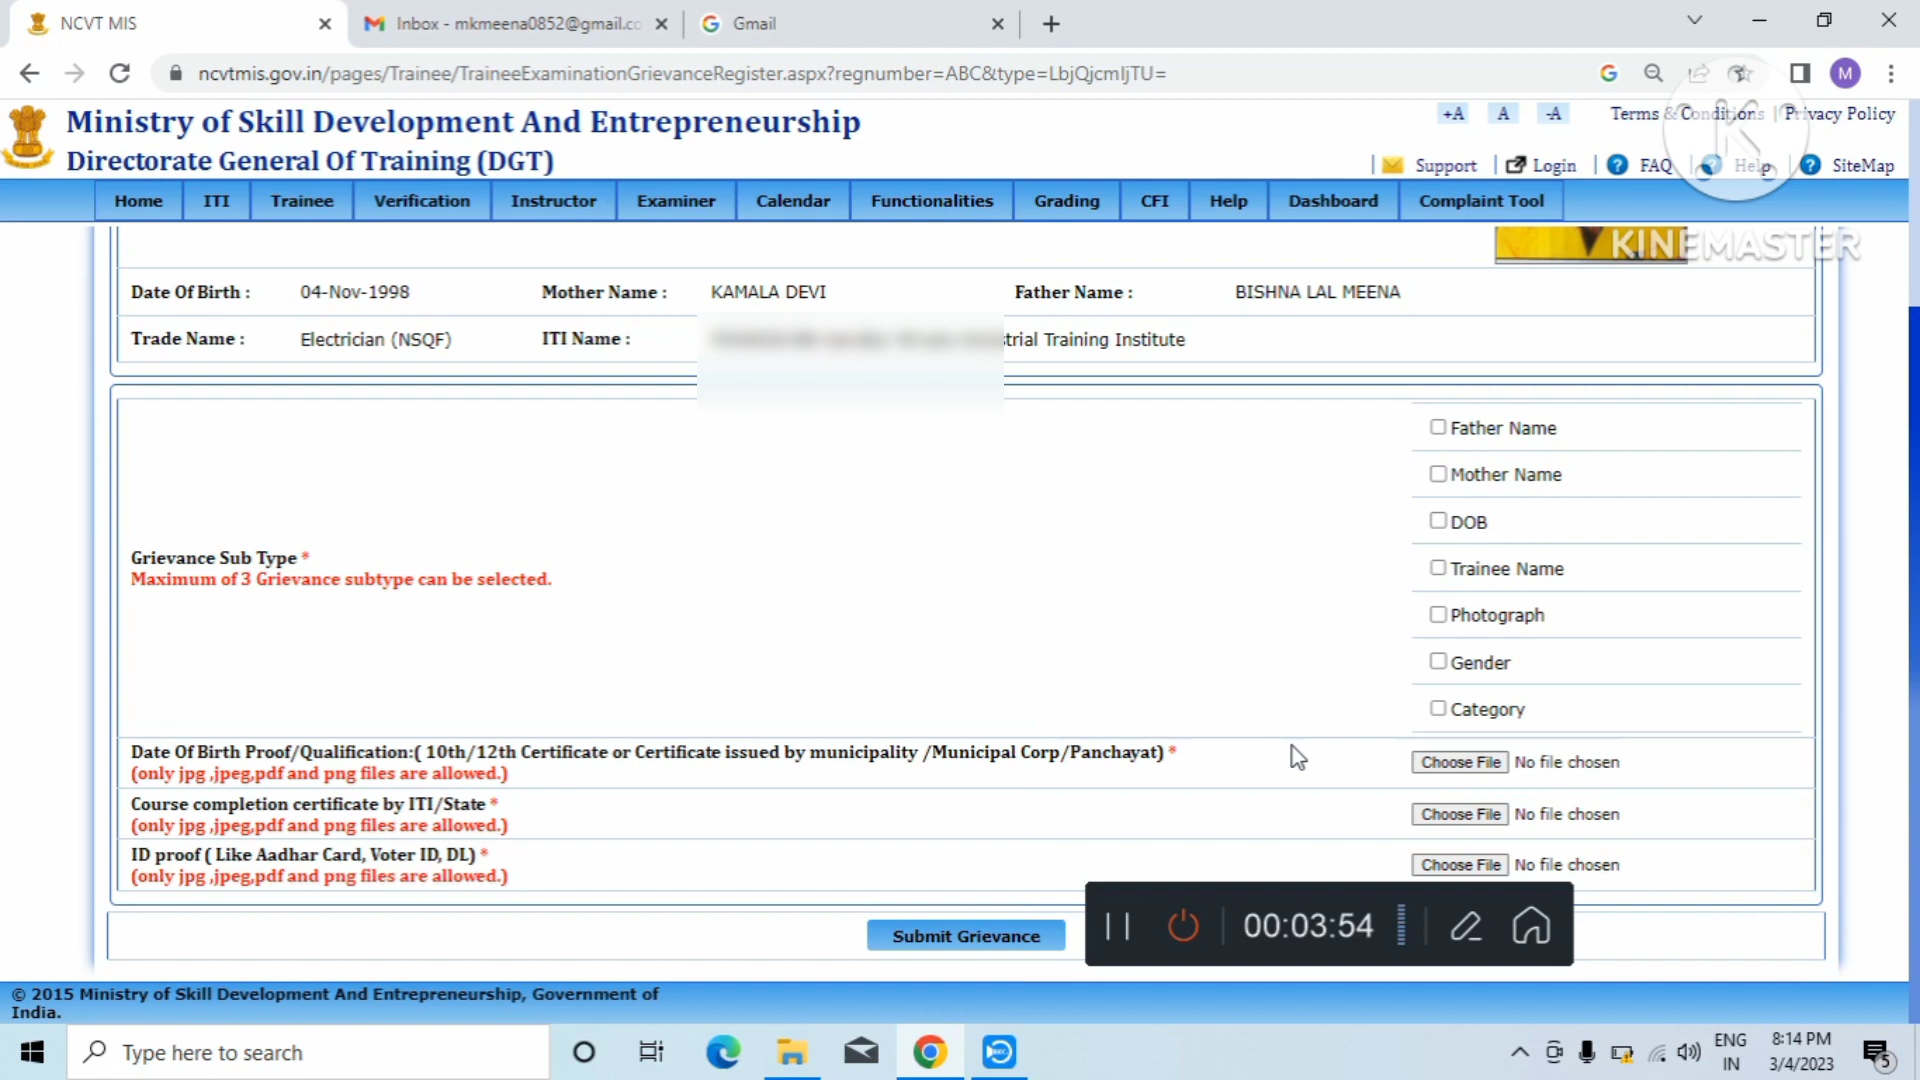 NCVT MIS
Inbox - mkmeena0852@gmail.co
Gmail
ncvtmis.gov.in/pages/Trainee/TraineeExaminationGrievanceRegister.aspx?regnumber=ABC&type=LbjQjcmIjTU=
M
Ministry of Skill Development And Entrepreneurship
Directorate General Of Training (DGT)
+A A -A Terms & Conditions | Privacy Policy
Support Login FAQ Help SiteMap
K
Home ITI Trainee Verification Instructor Examiner Calendar Functionalities Grading CFI Help Dashboard Complaint Tool
KINEMASTER
Date Of Birth : 04-Nov-1998 Mother Name : KAMALA DEVI Father Name : BISHNA LAL MEENA
Trade Name : Electrician (NSQF) ITI Name : strial Training Institute
Father Name
Mother Name
DOB
Grievance Sub Type *
Maximum of 3 Grievance subtype can be selected.
Trainee Name
Photograph
Gender
Category
Date Of Birth Proof/Qualification:( 10th/12th Certificate or Certificate issued by municipality /Municipal Corp/Panchayat) *
(only jpg ,jpeg,pdf and png files are allowed.)
Choose File No file chosen
Course completion certificate by ITI/State *
(only jpg ,jpeg,pdf and png files are allowed.)
Choose File No file chosen
ID proof ( Like Aadhar Card, Voter ID, DL) *
(only jpg ,jpeg,pdf and png files are allowed.)
Choose File No file chosen
Submit Grievance
00:03:54
© 2015 Ministry of Skill Development And Entrepreneurship, Government of
India.
Type here to search
ENG
IN
8:14 PM
3/4/2023
5